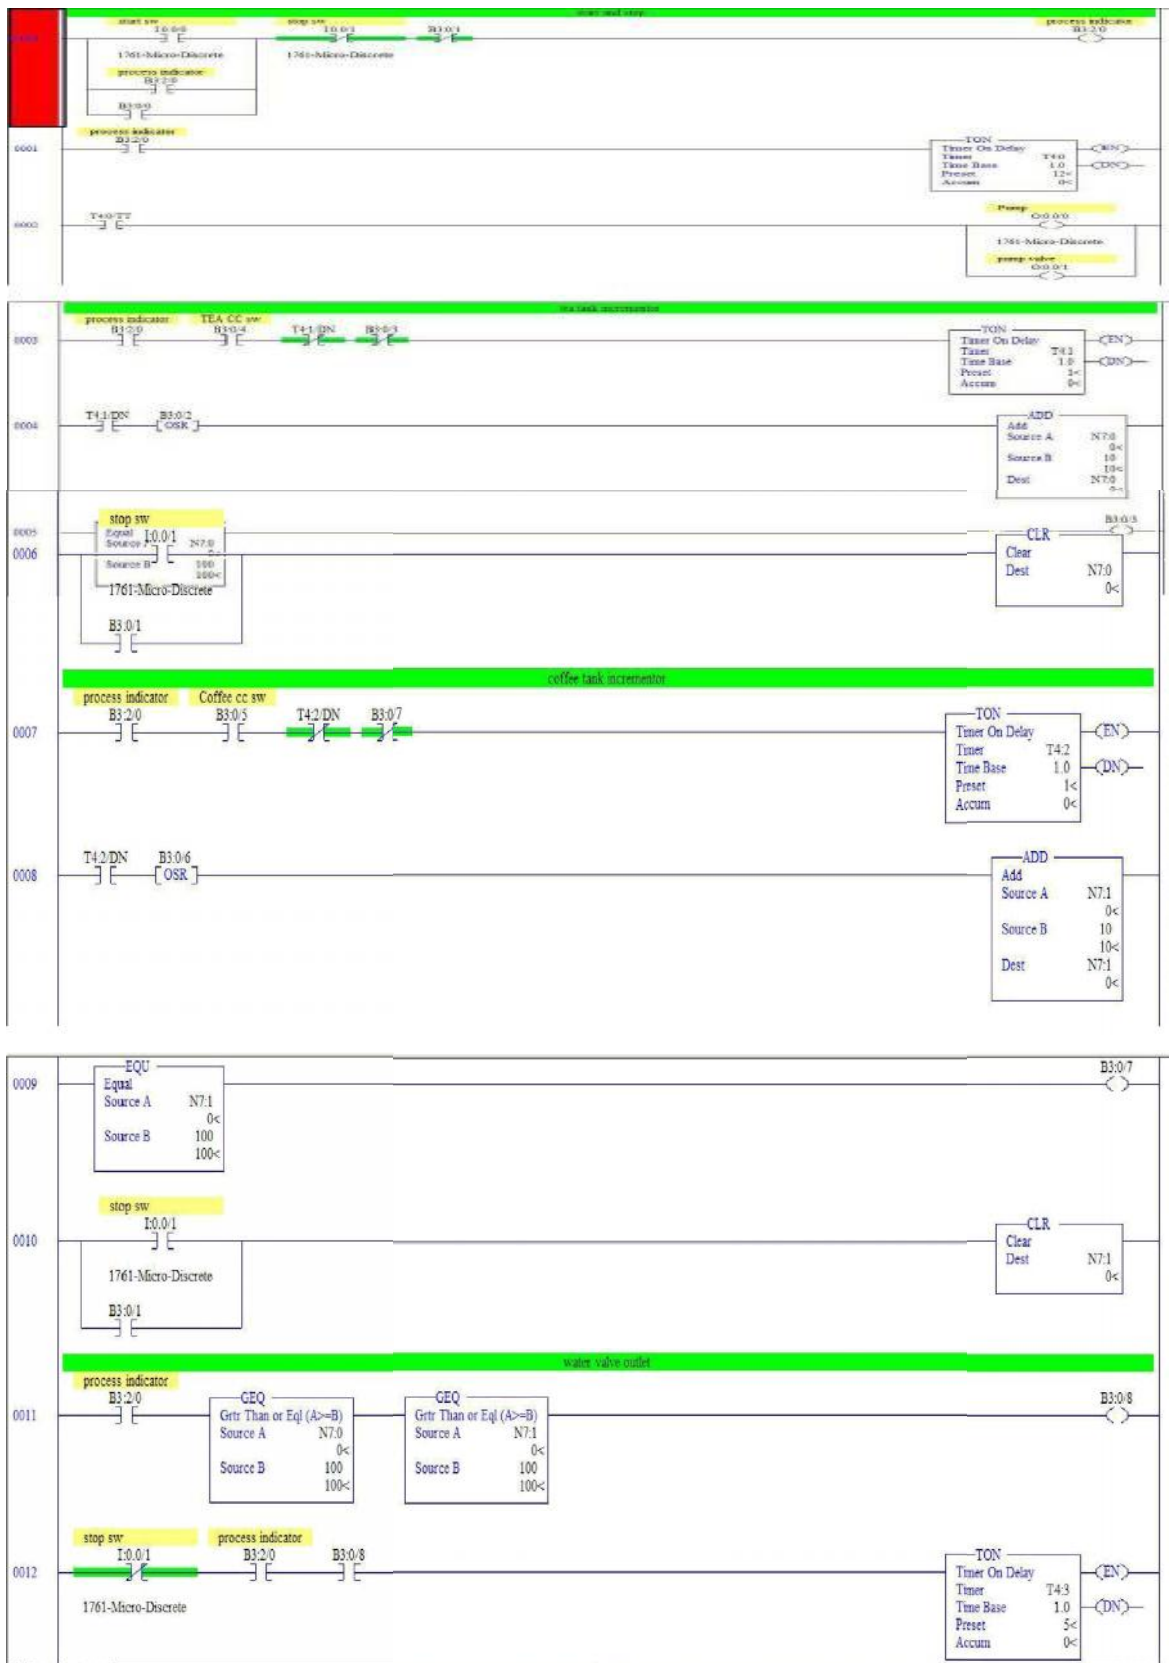 start and stop
start sw
stop sw
process indicator
I:0.0/0
I:0.0/1
B3:0/1
B3:2/0
1761-Micro-Discrete
1761-Micro-Discrete
process indicator
B3:2/0
B3:0/0
process indicator
0001
B3:2/0
TON
Timer On Delay
Timer T4:0
Time Base 1.0
Preset 12<
Accum 0<
(EN)
(DN)
0002
T4:0/TT
Pump
O:0.0/0
1761-Micro-Discrete
pump valve
O:0.0/1
tea tank incrementor
process indicator
TEA CC sw
0003
B3:2/0
B3:0/4
T4:1/DN
B3:0/3
TON
Timer On Delay
Timer
Time Base 1.0
Preset 1<
Accum 0<
(EN)
(DN)
0004
T4:1/DN
B3:0/2
OSR
ADD
Add
Source A N7:0
0<
Source B 10
10<
Dest N7:0
0<
stop sw
0005
Equal
I:0.0/1
N7:0
B3:0/3
0006
Source B 100
100<
1761-Micro-Discrete
CLR
Clear
Dest N7:0
0<
B3:0/1
coffee tank incrementor
process indicator
Coffee cc sw
0007
B3:2/0
B3:0/5
T4:2/DN
B3:0/7
TON
Timer On Delay
Timer T4:2
Time Base 1.0
Preset 1<
Accum 0<
(EN)
(DN)
0008
T4:2/DN
B3:0/6
OSR
ADD
Add
Source A N7:1
0<
Source B 10
10<
Dest N7:1
0<
0009
EQU
Equal
Source A N7:1
0<
Source B 100
100<
B3:0/7
stop sw
0010
I:0.0/1
1761-Micro-Discrete
B3:0/1
CLR
Clear
Dest N7:1
0<
water valve outlet
process indicator
0011
B3:2/0
GEQ
Grtr Than or Eql (A>=B)
Source A N7:0
0<
Source B 100
100<
GEQ
Grtr Than or Eql (A>=B)
Source A N7:1
0<
Source B 100
100<
B3:0/8
stop sw
process indicator
0012
I:0.0/1
B3:2/0
B3:0/8
1761-Micro-Discrete
TON
Timer On Delay
Timer T4:3
Time Base 1.0
Preset 5<
Accum 0<
(EN)
(DN)